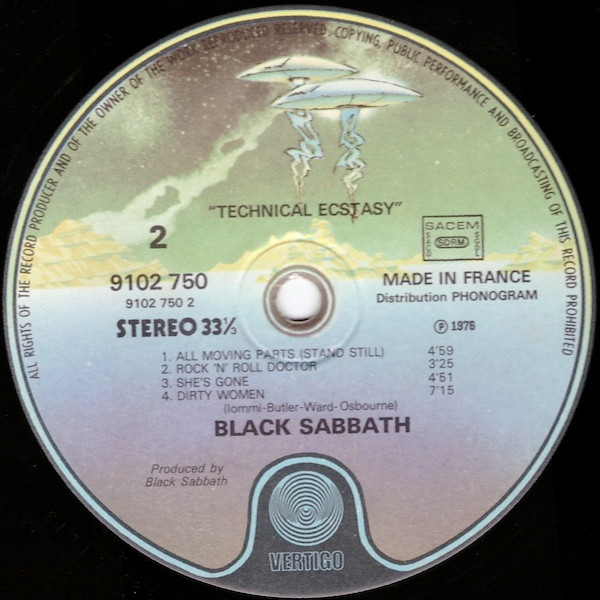 ALL RIGHTS OF THE RECORD PRODUCER AND OF THE OWNER OF THE WORK REPRODUCED RESERVED, COPYING, PUBLIC PERFORMANCE AND BROADCASTING OF THIS RECORD PROHIBITED
"TECHNICAL ECSTASY"
2
SACEM
SACD SDRM SGDL
9102 750
9102 750 2
STEREO 33⅓
MADE IN FRANCE
Distribution PHONOGRAM
Ⓟ 1976
1. ALL MOVING PARTS (STAND STILL) 4'59
2. ROCK 'N' ROLL DOCTOR 3'25
3. SHE'S GONE 4'51
4. DIRTY WOMEN 7'15
(Iommi-Butler-Ward-Osbourne)
BLACK SABBATH
Produced by
Black Sabbath
VERTIGO